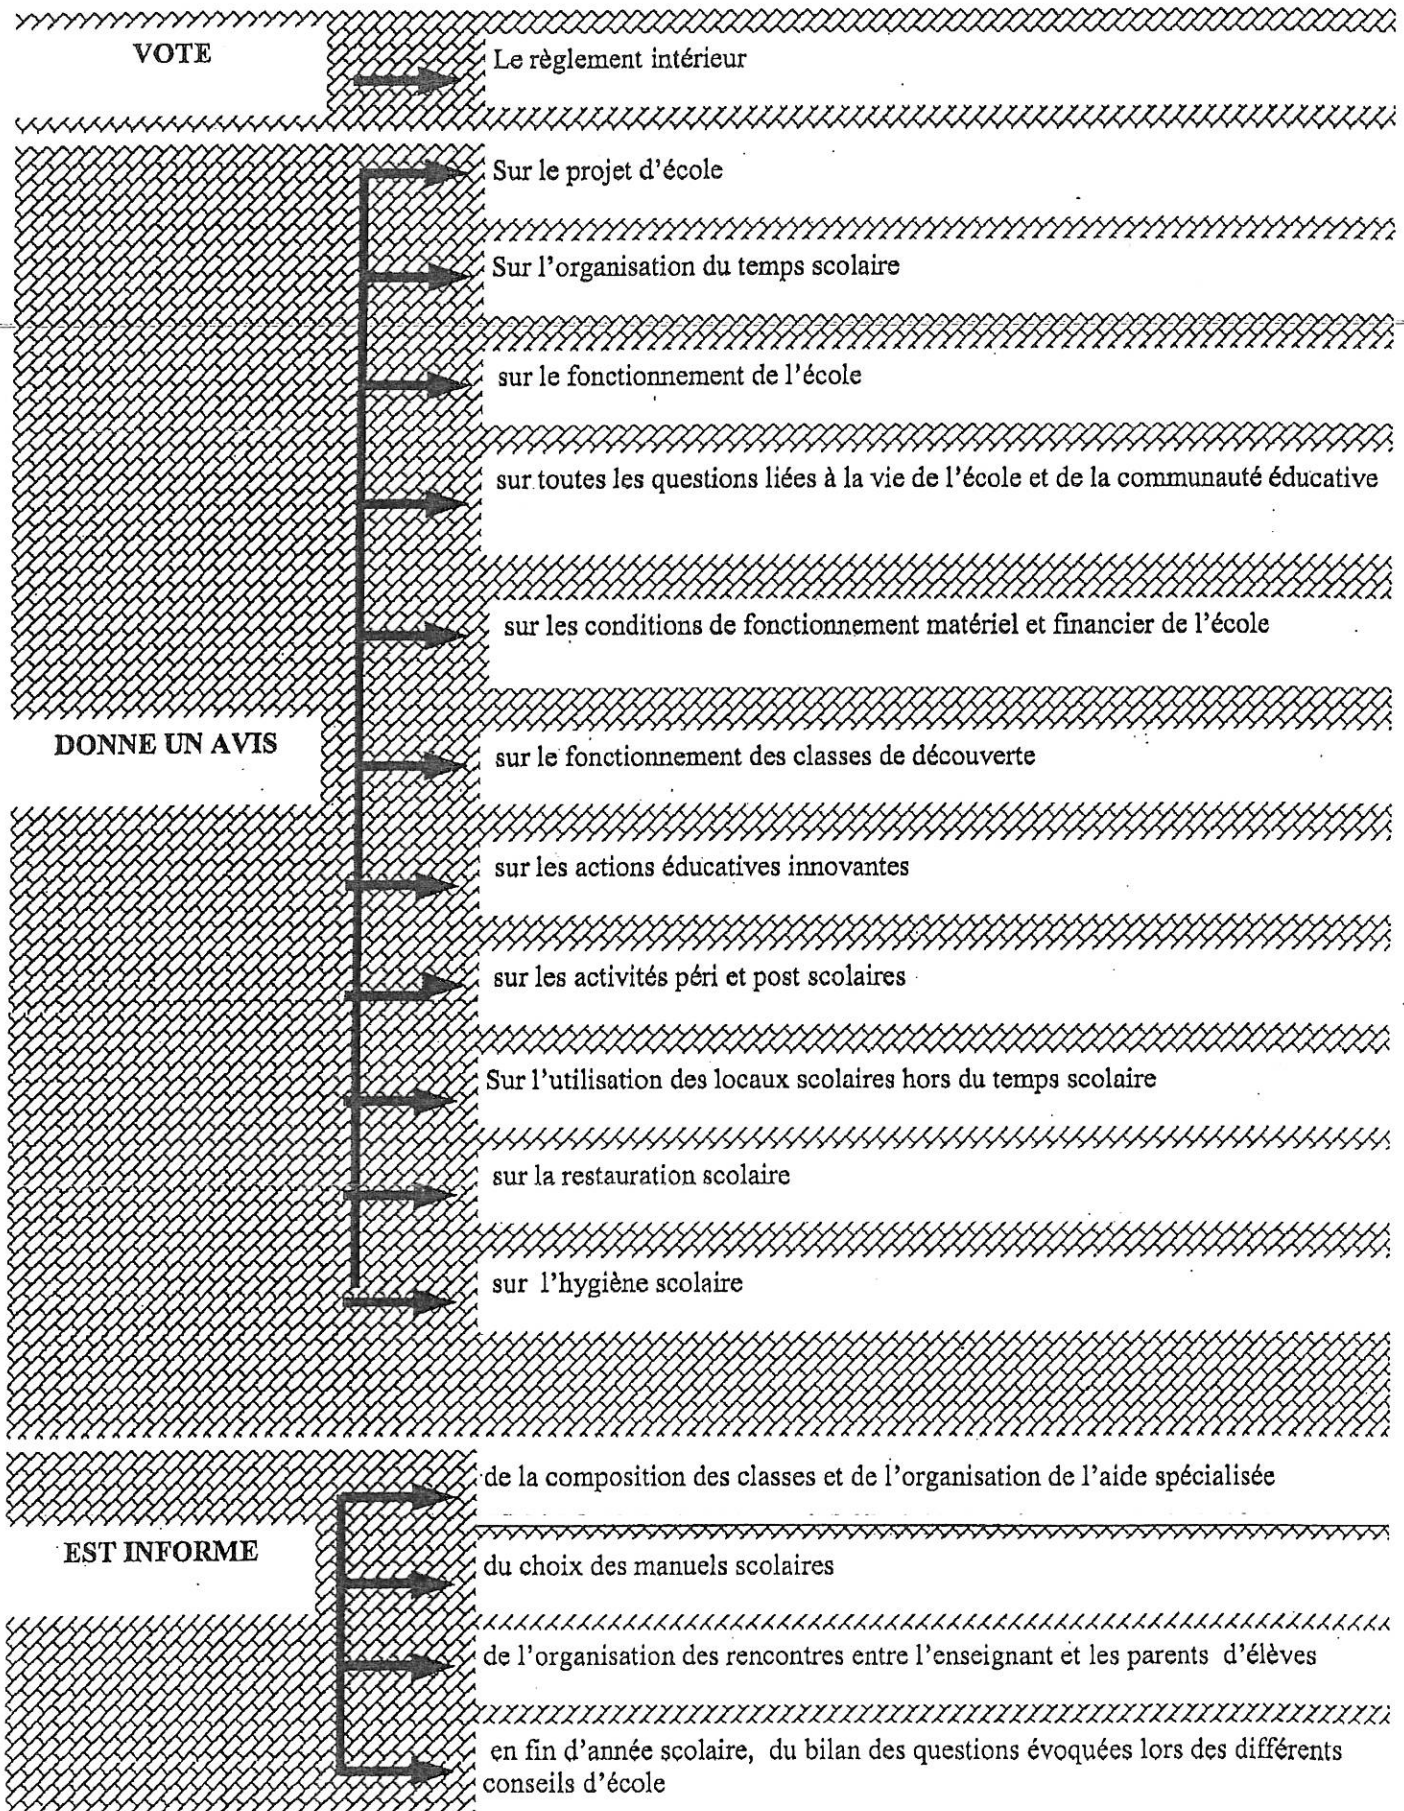 VOTE
Le règlement intérieur
Sur le projet d'école
Sur l'organisation du temps scolaire
sur le fonctionnement de l'école
sur toutes les questions liées à la vie de l'école et de la communauté éducative
sur les conditions de fonctionnement matériel et financier de l'école
DONNE UN AVIS
sur le fonctionnement des classes de découverte
sur les actions éducatives innovantes
sur les activités péri et post scolaires
Sur l'utilisation des locaux scolaires hors du temps scolaire
sur la restauration scolaire
sur l'hygiène scolaire
de la composition des classes et de l'organisation de l'aide spécialisée
EST INFORME
du choix des manuels scolaires
de l'organisation des rencontres entre l'enseignant et les parents d'élèves
en fin d'année scolaire, du bilan des questions évoquées lors des différents
conseils d'école